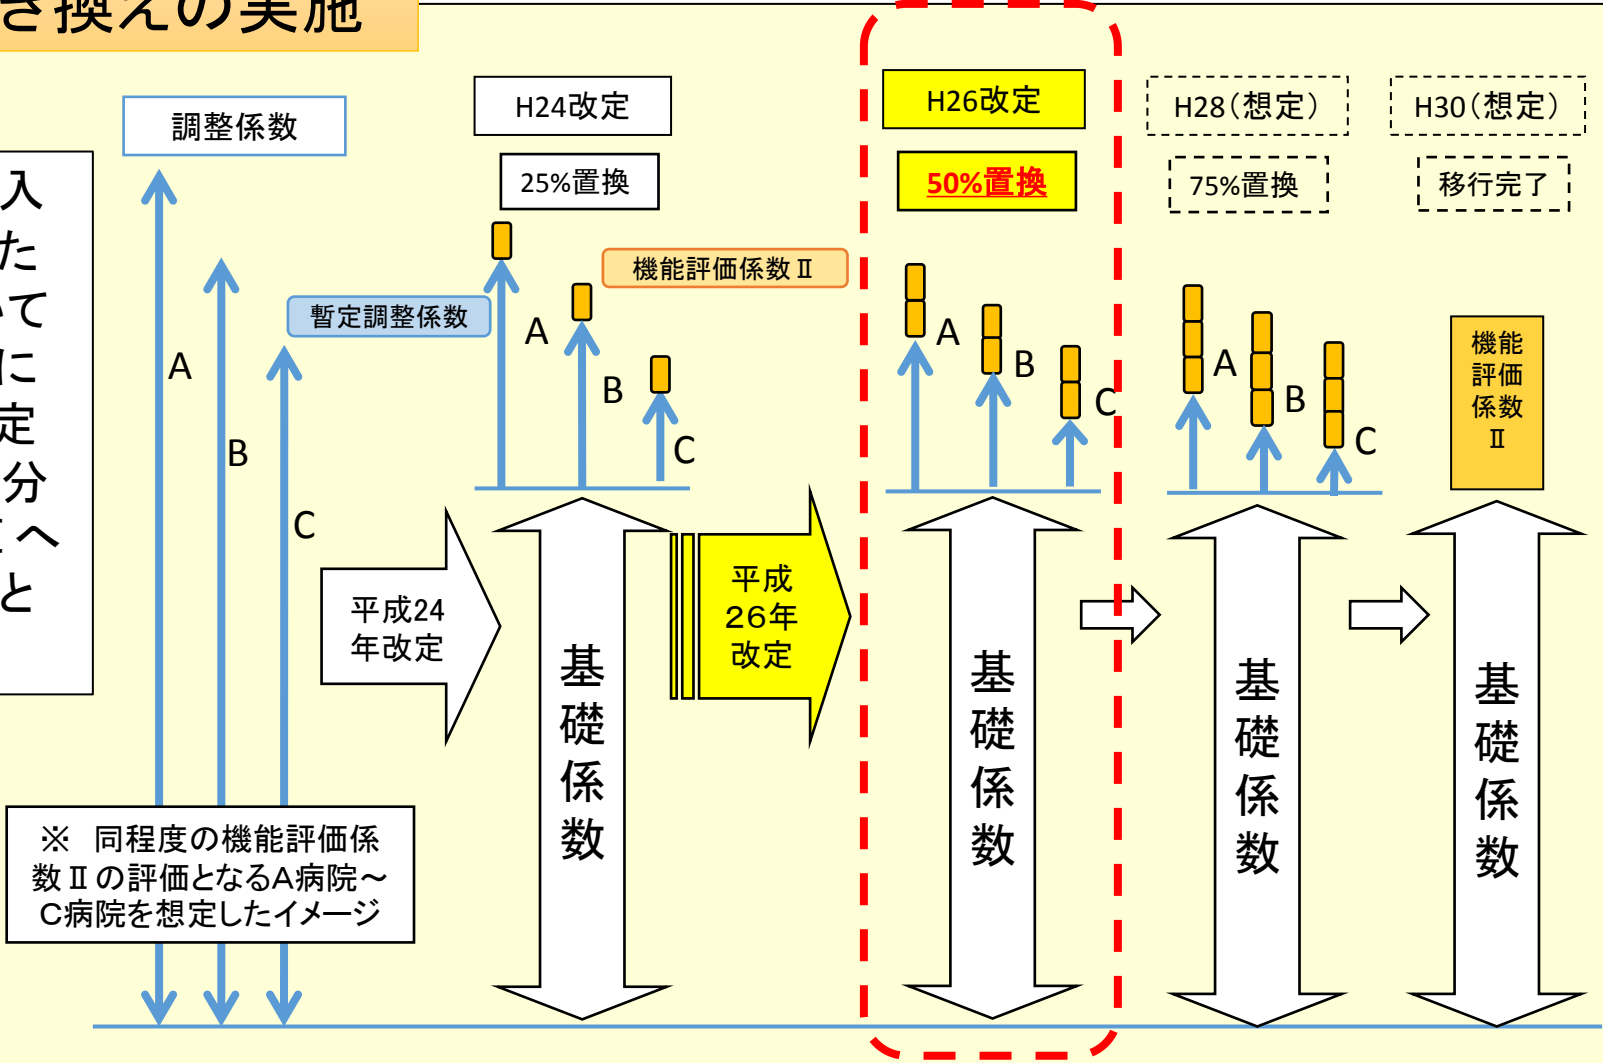 き換えの実施
調整係数
H24改定
25%置換
H26改定
50%置換
H28（想定）
75%置換
H30（想定）
移行完了
入
た
いて
に
定
分
へ
と
A
B
C
暫定調整係数
機能評価係数Ⅱ
A
B
C
A
B
C
A
B
C
機能
評価
係数
Ⅱ
平成24
年改定
基礎係数
平成
２６年
改定
基礎係数
基礎係数
基礎係数
※　同程度の機能評価係
数Ⅱの評価となるA病院～
C病院を想定したイメージ